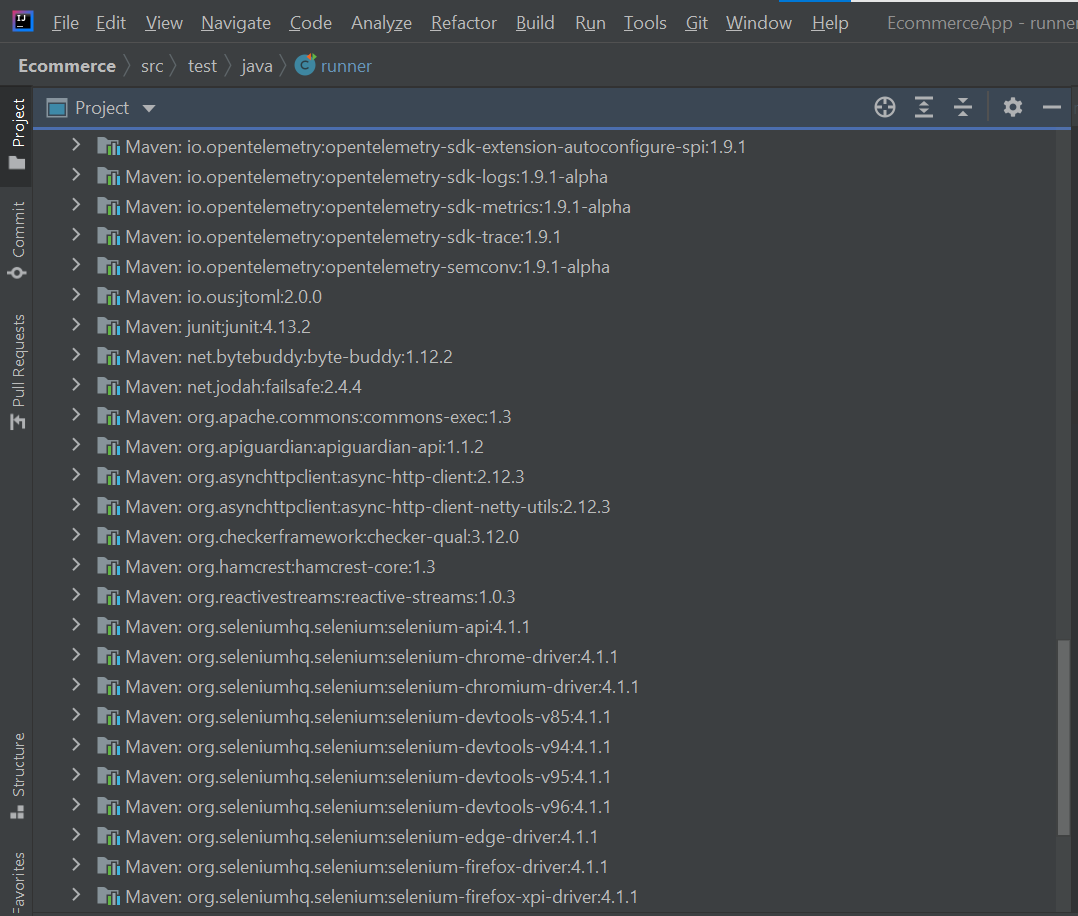 File Edit View Navigate Code Analyze Refactor Build Run Tools Git Window Help EcommerceApp - runner
Ecommerce src test java runner
Project
Project
Commit
Pull Requests
Structure
Favorites
Maven: io.opentelemetry:opentelemetry-sdk-extension-autoconfigure-spi:1.9.1
Maven: io.opentelemetry:opentelemetry-sdk-logs:1.9.1-alpha
Maven: io.opentelemetry:opentelemetry-sdk-metrics:1.9.1-alpha
Maven: io.opentelemetry:opentelemetry-sdk-trace:1.9.1
Maven: io.opentelemetry:opentelemetry-semconv:1.9.1-alpha
Maven: io.ous:jtoml:2.0.0
Maven: junit:junit:4.13.2
Maven: net.bytebuddy:byte-buddy:1.12.2
Maven: net.jodah:failsafe:2.4.4
Maven: org.apache.commons:commons-exec:1.3
Maven: org.apiguardian:apiguardian-api:1.1.2
Maven: org.asynchttpclient:async-http-client:2.12.3
Maven: org.asynchttpclient:async-http-client-netty-utils:2.12.3
Maven: org.checkerframework:checker-qual:3.12.0
Maven: org.hamcrest:hamcrest-core:1.3
Maven: org.reactivestreams:reactive-streams:1.0.3
Maven: org.seleniumhq.selenium:selenium-api:4.1.1
Maven: org.seleniumhq.selenium:selenium-chrome-driver:4.1.1
Maven: org.seleniumhq.selenium:selenium-chromium-driver:4.1.1
Maven: org.seleniumhq.selenium:selenium-devtools-v85:4.1.1
Maven: org.seleniumhq.selenium:selenium-devtools-v94:4.1.1
Maven: org.seleniumhq.selenium:selenium-devtools-v95:4.1.1
Maven: org.seleniumhq.selenium:selenium-devtools-v96:4.1.1
Maven: org.seleniumhq.selenium:selenium-edge-driver:4.1.1
Maven: org.seleniumhq.selenium:selenium-firefox-driver:4.1.1
Maven: org.seleniumhq.selenium:selenium-firefox-xpi-driver:4.1.1